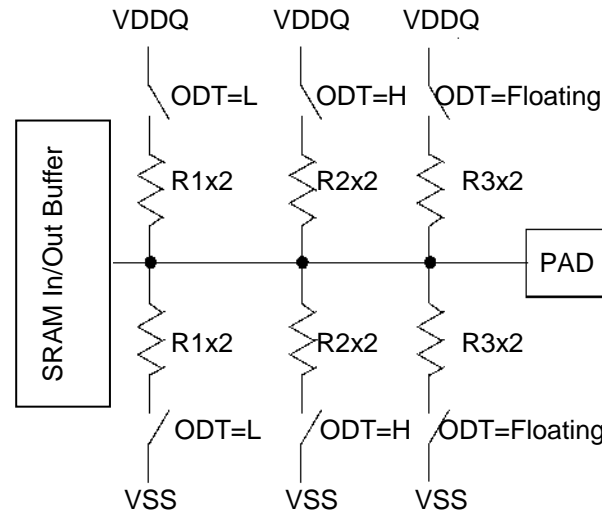 VDDQ VDDQ VDDQ
ODT=L ODT=H ODT=Floating
SRAM In/Out Buffer
R1x2 R2x2 R3x2
PAD
R1x2 R2x2 R3x2
ODT=L ODT=H ODT=Floating
VSS VSS VSS